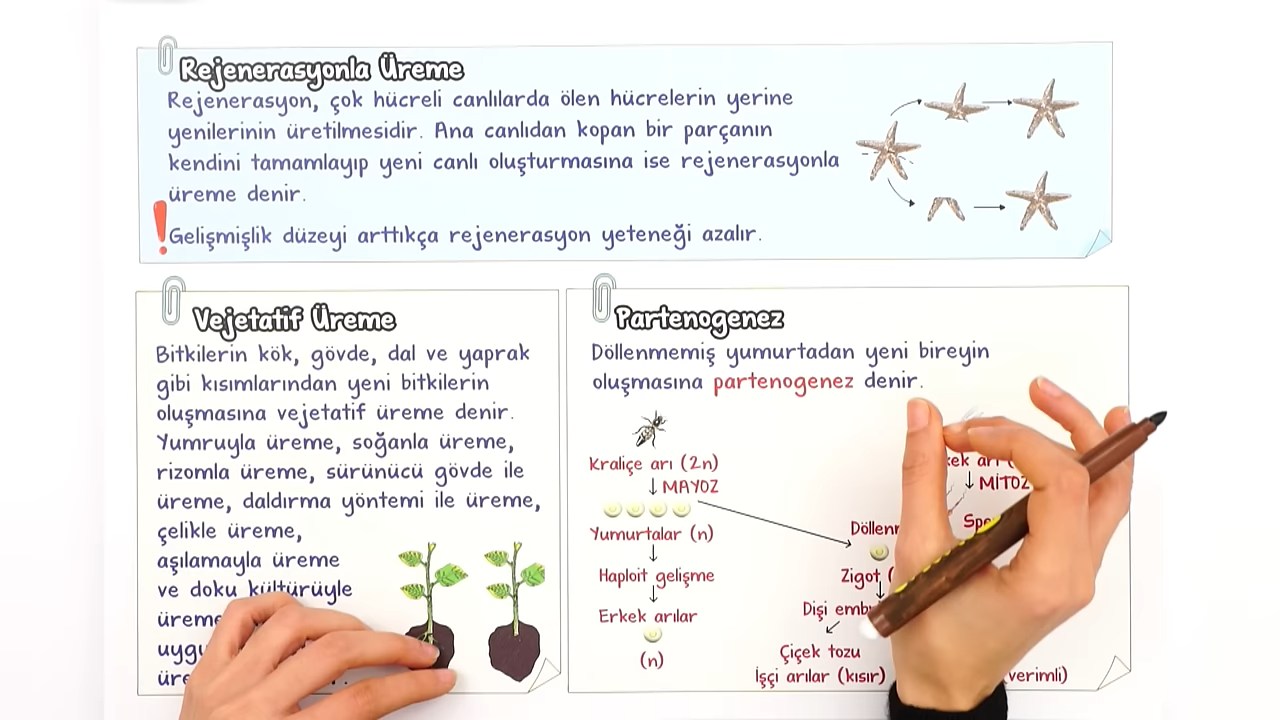 Rejenerasyonla Üreme
Rejenerasyon, çok hücreli canlılarda ölen hücrelerin yerine
yenilerinin üretilmesidir. Ana canlıdan kopan bir parçanın
kendini tamamlayıp yeni canlı oluşturmasına ise rejenerasyonla
üreme denir.
! Gelişmişlik düzeyi arttıkça rejenerasyon yeteneği azalır.
Vejetatif Üreme
Bitkilerin kök, gövde, dal ve yaprak
gibi kısımlarından yeni bitkilerin
oluşmasına vejetatif üreme denir.
Yumruyla üreme, soğanla üreme,
rizomla üreme, sürünücü gövde ile
üreme, daldırma yöntemi ile üreme,
çelikle üreme,
aşılamayla üreme
ve doku kültürüyle
Partenogenez
Döllenmemiş yumurtadan yeni bireyin
oluşmasına partenogenez denir.
Kraliçe arı (2n)
↓ MAYOZ
Yumurtalar (n)
Haploit gelişme
Erkek arılar
(n)
↓ MİTOZ
Zigot
Dişi
Çiçek tozu
İşçi arılar (kısır)
verimli)